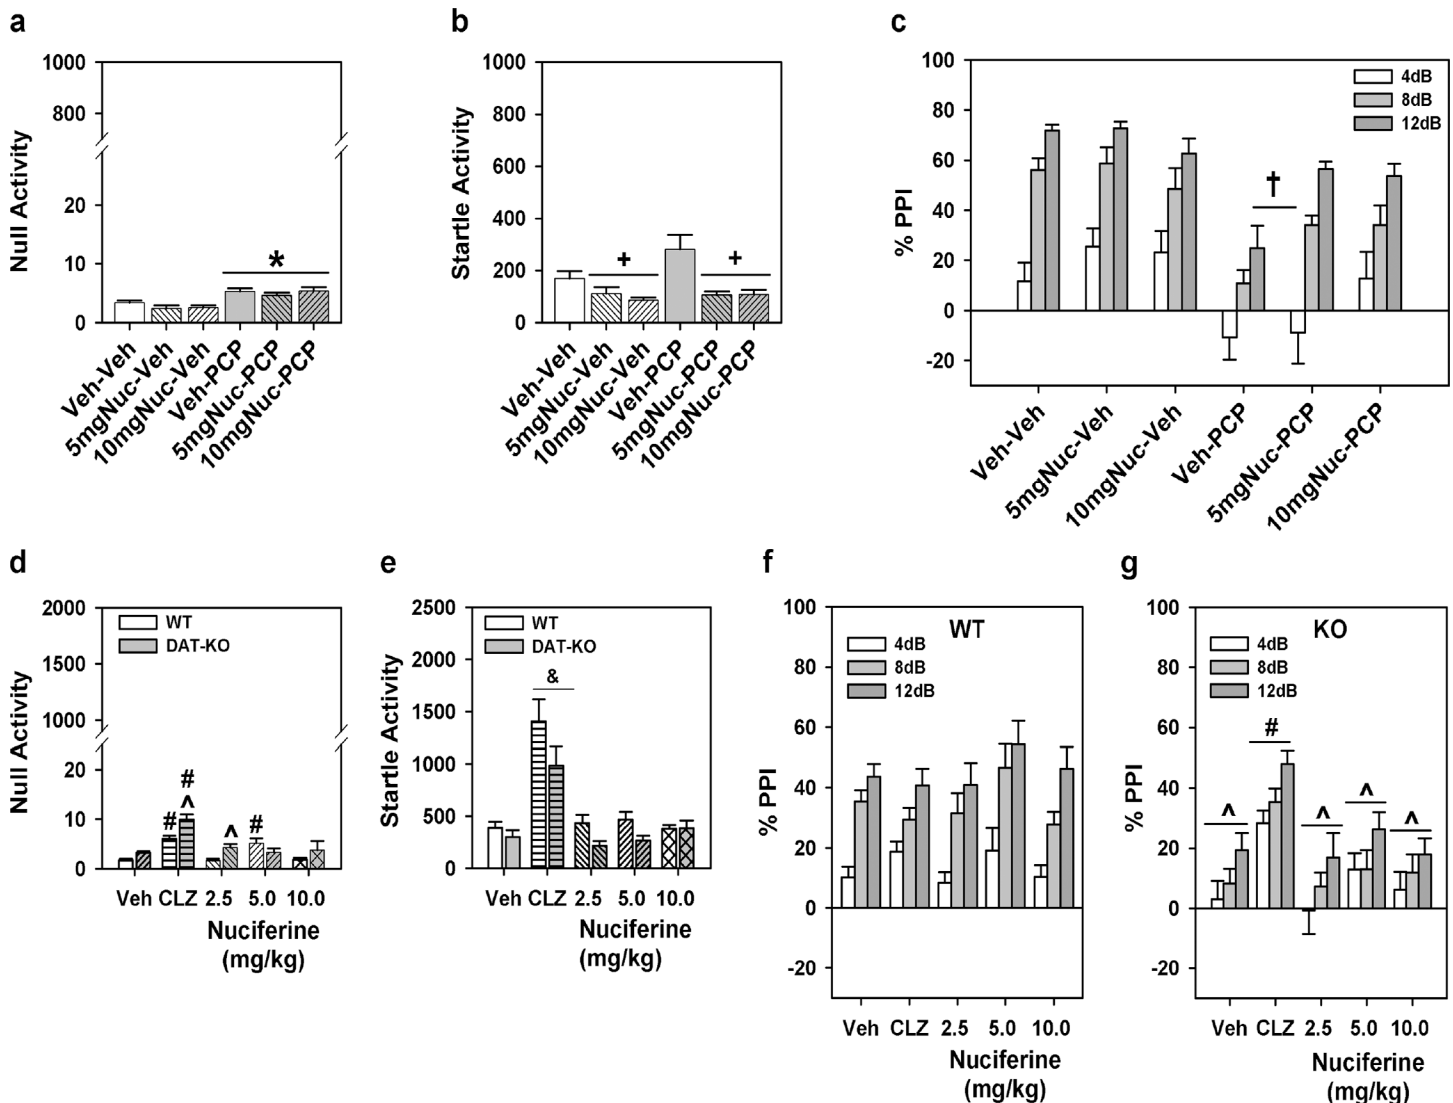 a
Null Activity
1000
800
20
10
0
*
Veh-Veh
5mgNuc-Veh
10mgNuc-Veh
Veh-PCP
5mgNuc-PCP
10mgNuc-PCP
b
Startle Activity
1000
800
600
400
200
0
+
+
Veh-Veh
5mgNuc-Veh
10mgNuc-Veh
Veh-PCP
5mgNuc-PCP
10mgNuc-PCP
c
% PPI
100
80
60
40
20
0
-20
4dB
8dB
12dB
†
Veh-Veh
5mgNuc-Veh
10mgNuc-Veh
Veh-PCP
5mgNuc-PCP
10mgNuc-PCP
d
Null Activity
2000
1500
1000
20
10
0
WT
DAT-KO
#
# ^
^
#
Veh CLZ 2.5 5.0 10.0
Nuciferine
(mg/kg)
e
Startle Activity
2500
2000
1500
1000
500
0
WT
DAT-KO
&
Veh CLZ 2.5 5.0 10.0
Nuciferine
(mg/kg)
f
% PPI
100
80
60
40
20
0
-20
WT
4dB
8dB
12dB
Veh CLZ 2.5 5.0 10.0
Nuciferine
(mg/kg)
g
% PPI
100
80
60
40
20
0
-20
KO
4dB
8dB
12dB
^ # ^ ^ ^
Veh CLZ 2.5 5.0 10.0
Nuciferine
(mg/kg)